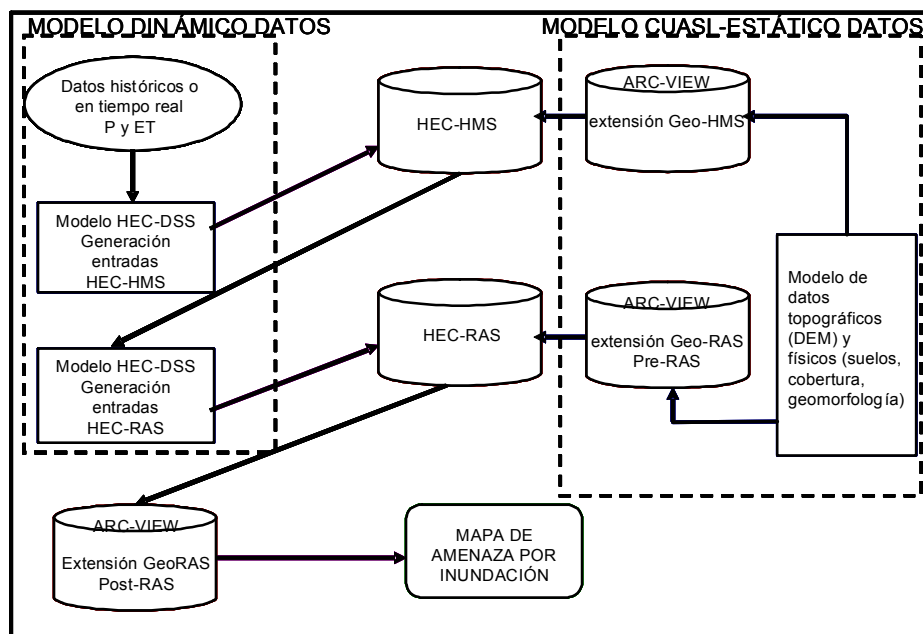 MODELO DIN ÁMICO DATOS
MODELO CUASL-ESTÁTICO DATOS
Datos históricos o
en tiempo real
P y ET
HEC-HMS
ARC-VIEW
extensión Geo-HMS
Modelo HEC-DSS
Generación
entradas
HEC-HMS
Modelo de
datos
topográficos
(DEM) y
físicos (suelos,
cobertura,
geomorfología)
HEC-RAS
ARC-VIEW
extensión Geo-RAS
Pre-RAS
Modelo HEC-DSS
Generación
entradas
HEC-RAS
ARC-VIEW
Extensión GeoRAS
Post-RAS
MAPA DE
AMENAZA POR
INUNDACIÓN